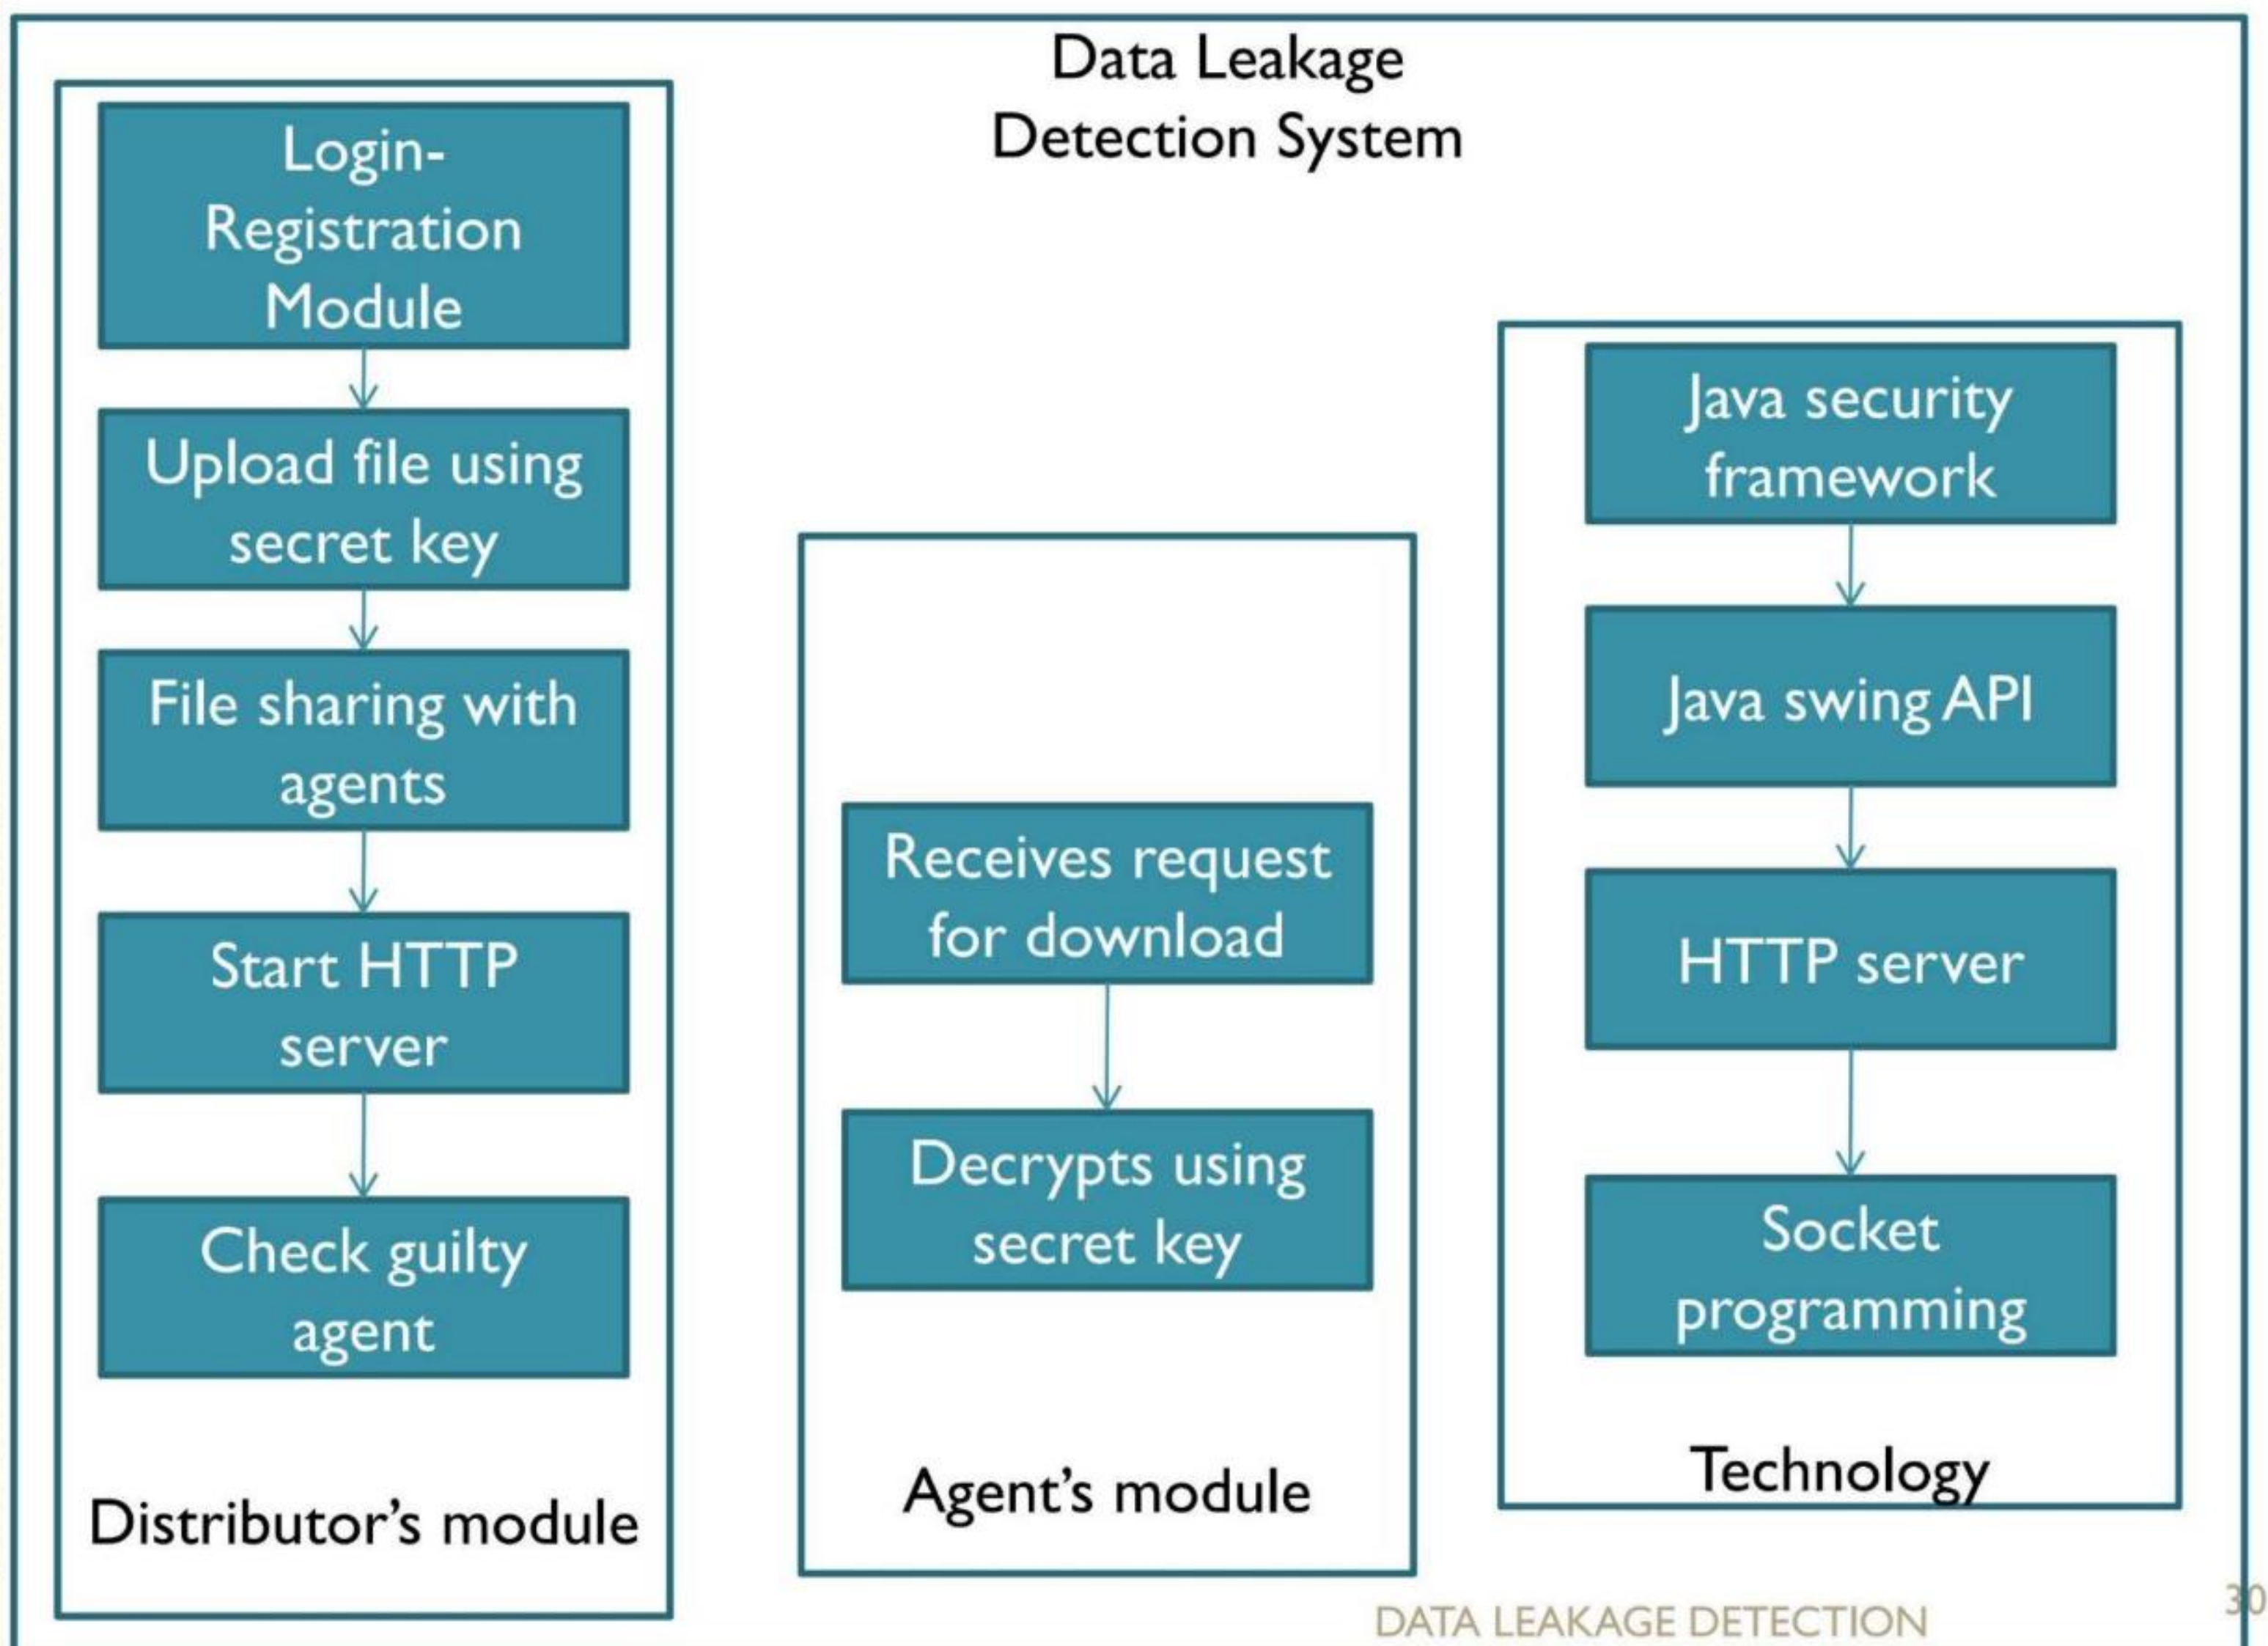 Data Leakage
Detection System
Login-
Registration
Module
Upload file using
secret key
File sharing with
agents
Start HTTP
server
Check guilty
agent
Distributor's module
Receives request
for download
Decrypts using
secret key
Agent's module
Java security
framework
Java swing API
HTTP server
Socket
programming
Technology
DATA LEAKAGE DETECTION
30